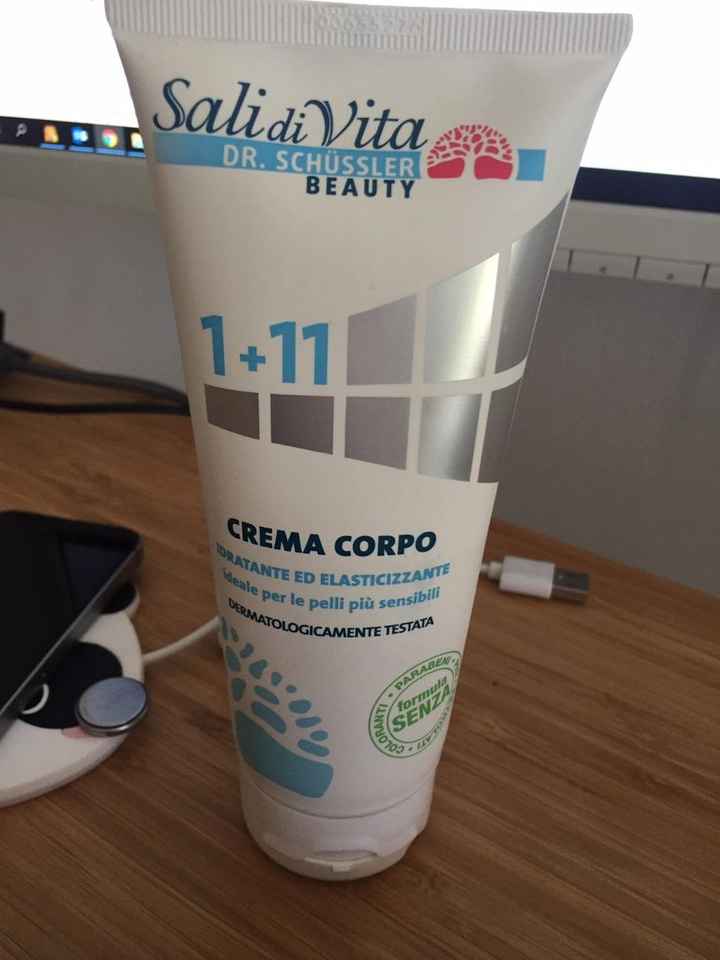 Sali di Vita
DR. SCHÜSSLER
BEAUTY
1+11
CREMA CORPO
IDRATANTE ED ELASTICIZZANTE
ideale per le pelli più sensibili
DERMATOLOGICAMENTE TESTATA
COLORANTI • PARABENI •
formula
SENZA